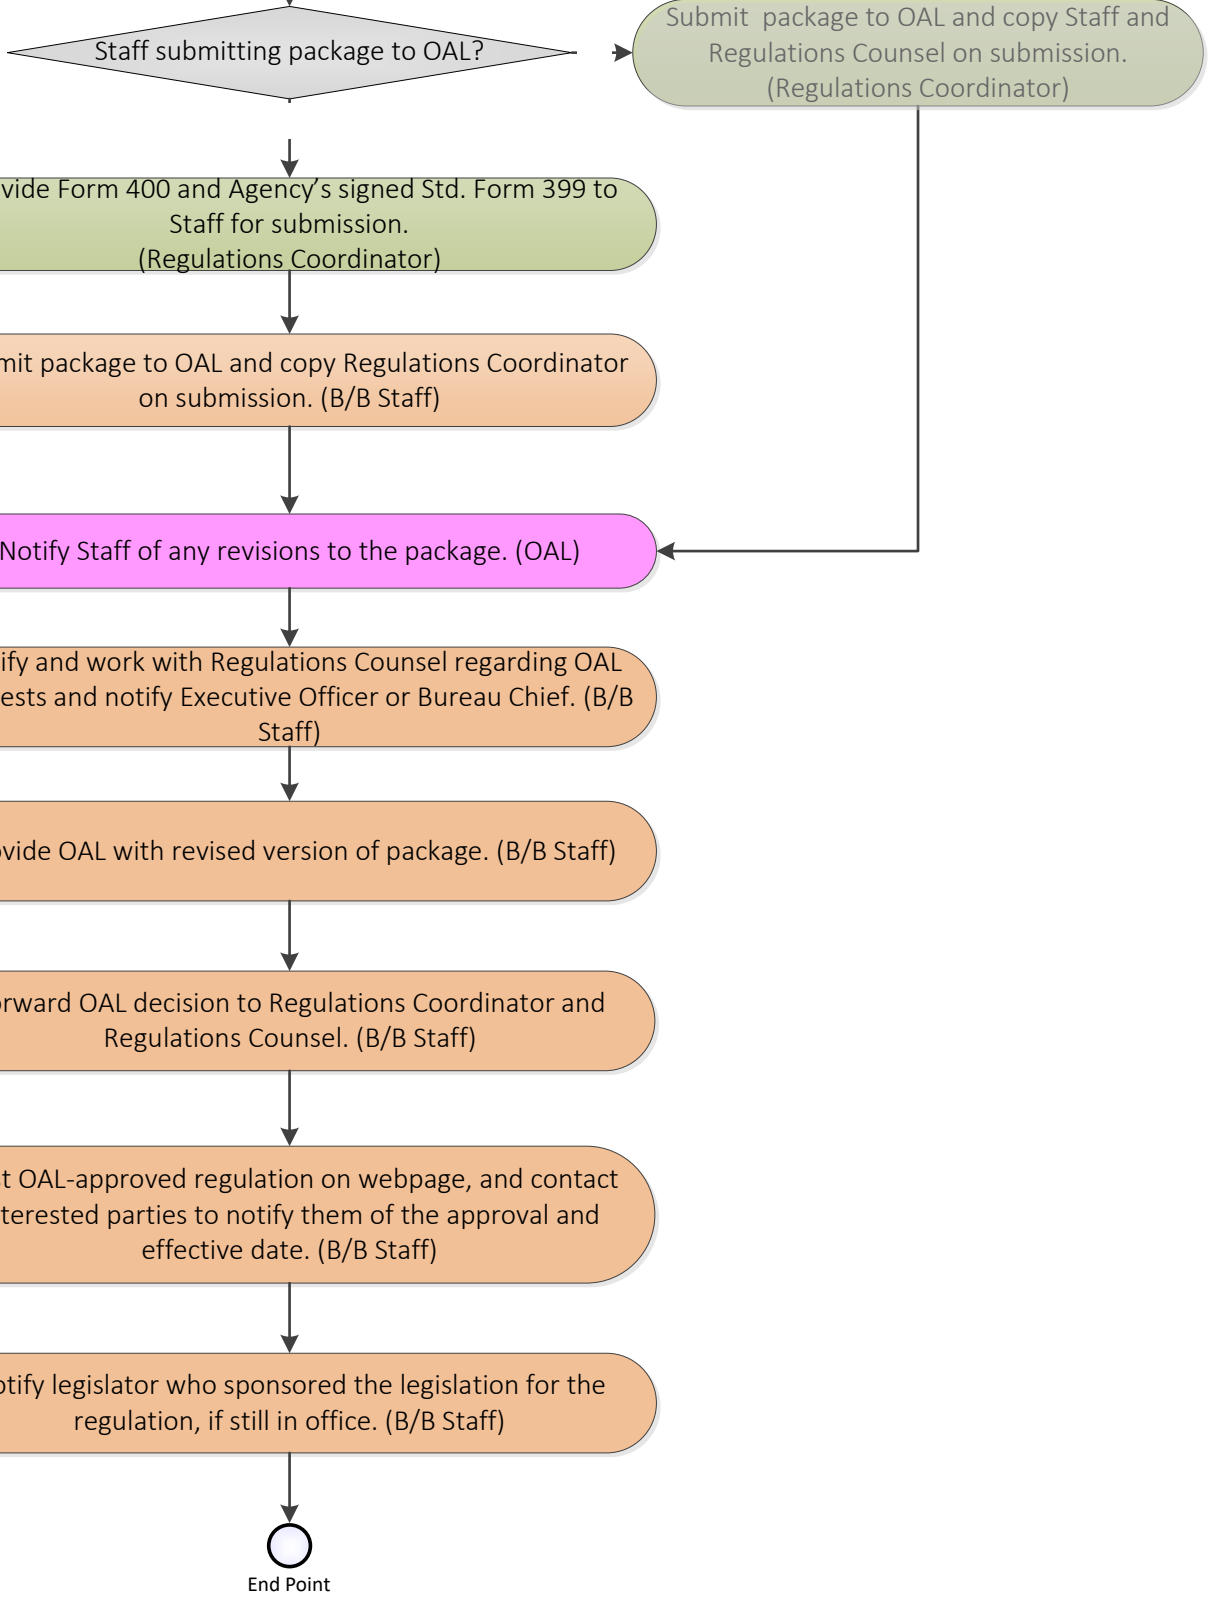 Staff submitting package to OAL?
Submit package to OAL and copy Staff and
Regulations Counsel on submission.
(Regulations Coordinator)
vide Form 400 and Agency’s signed Std. Form 399 to
Staff for submission.
(Regulations Coordinator)
mit package to OAL and copy Regulations Coordinator
on submission. (B/B Staff)
Notify Staff of any revisions to the package. (OAL)
ify and work with Regulations Counsel regarding OAL
ests and notify Executive Officer or Bureau Chief. (B/B
Staff)
vide OAL with revised version of package. (B/B Staff)
rward OAL decision to Regulations Coordinator and
Regulations Counsel. (B/B Staff)
t OAL-approved regulation on webpage, and contact
terested parties to notify them of the approval and
effective date. (B/B Staff)
tify legislator who sponsored the legislation for the
regulation, if still in office. (B/B Staff)
End Point